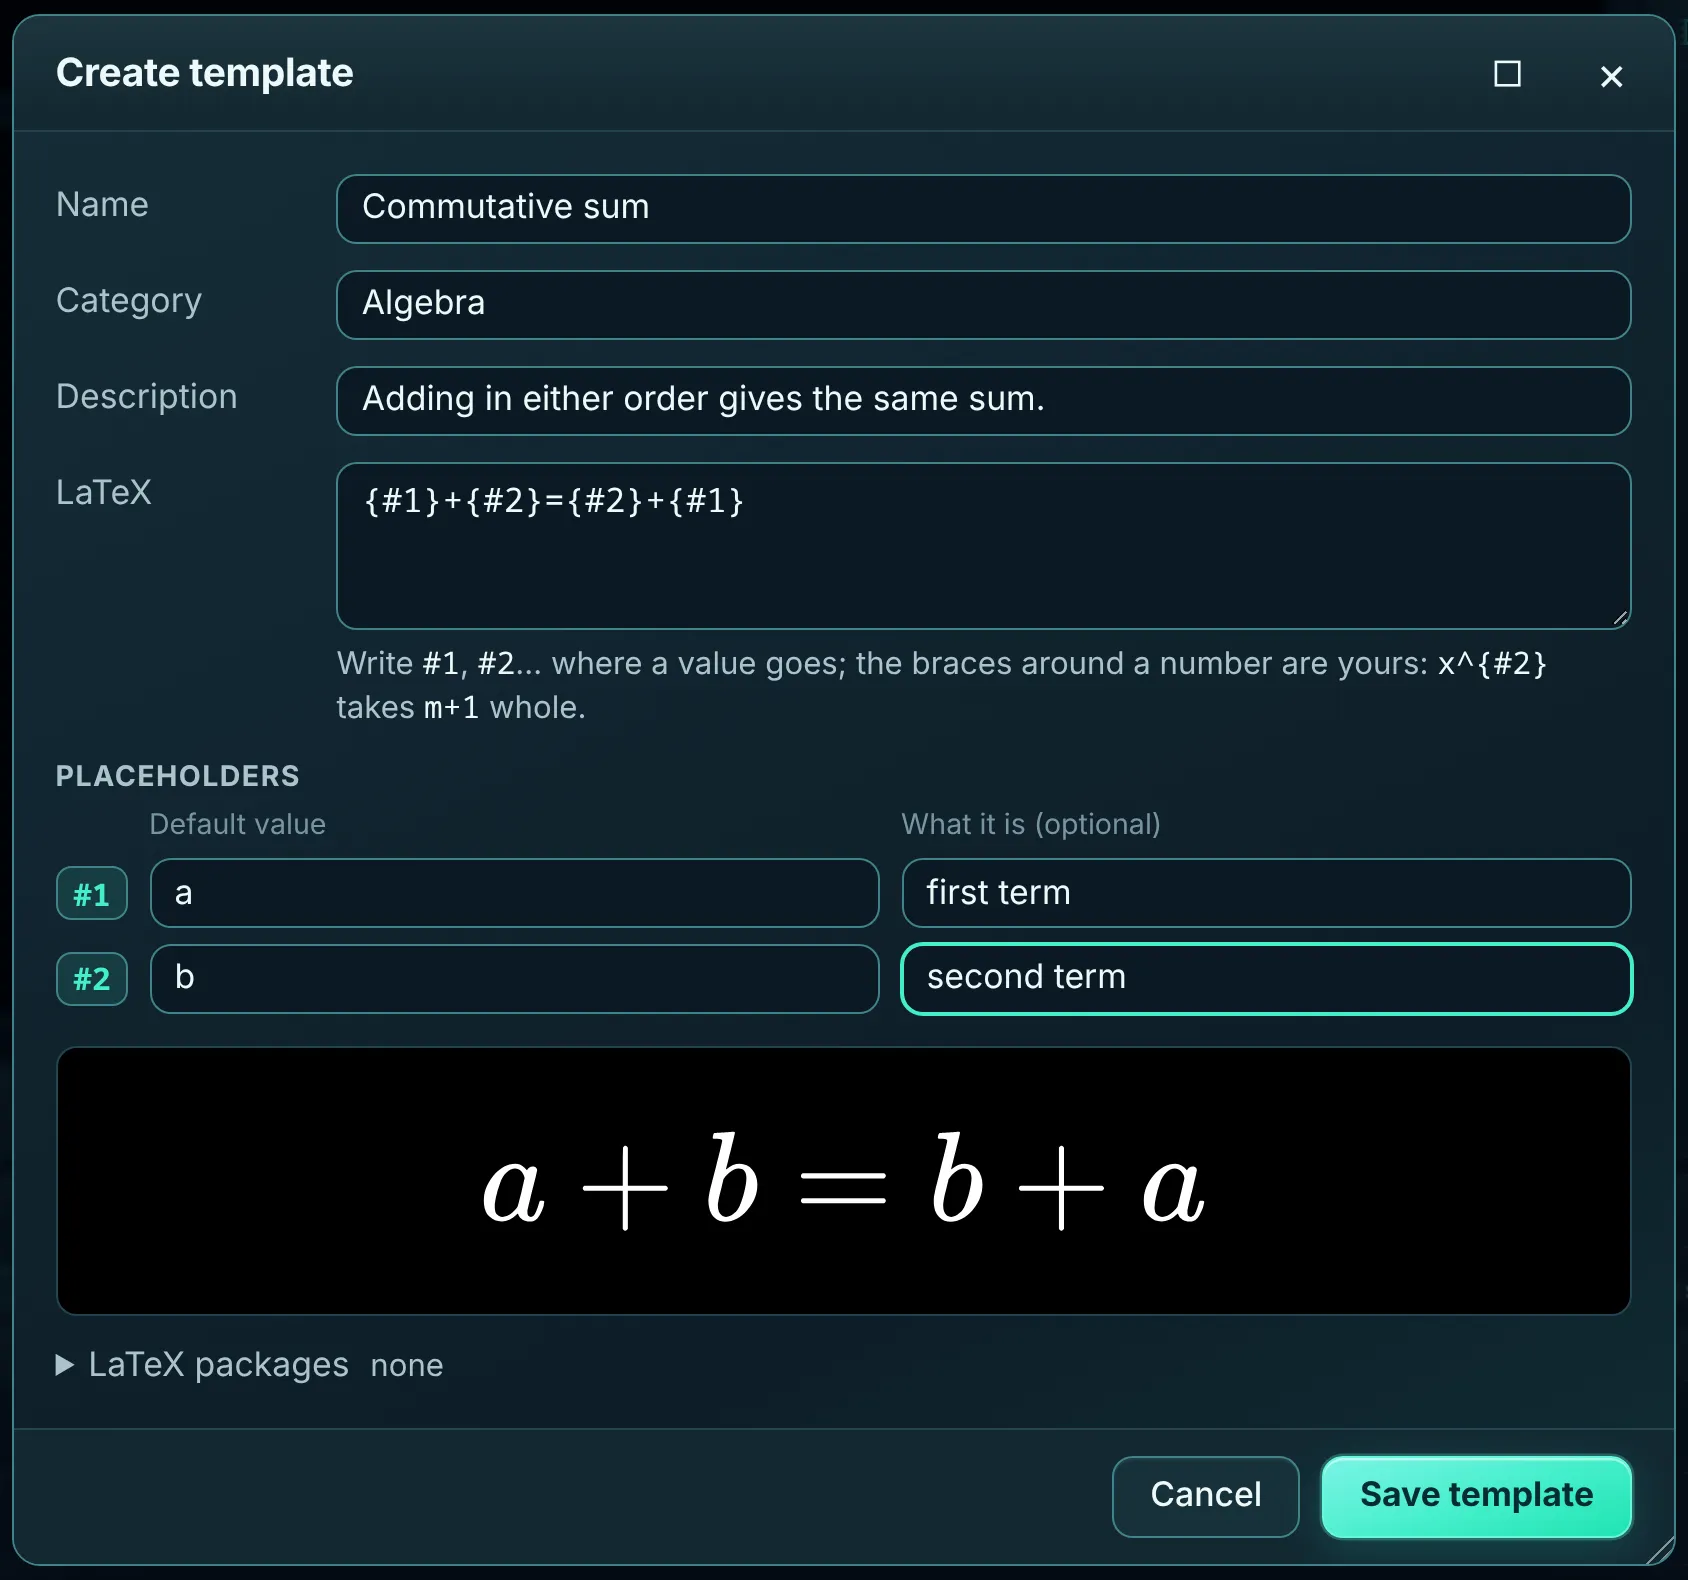 Create template
Name
Commutative sum
Category
Algebra
Description
Adding in either order gives the same sum.
LaTeX
{#1}+{#2}={#2}+{#1}
Write #1, #2... where a value goes; the braces around a number are yours: x^{#2}
takes m+1 whole.
PLACEHOLDERS
Default value
What it is (optional)
#1
a
first term
#2
b
second term
a + b = b + a
LaTeX packages none
Cancel
Save template